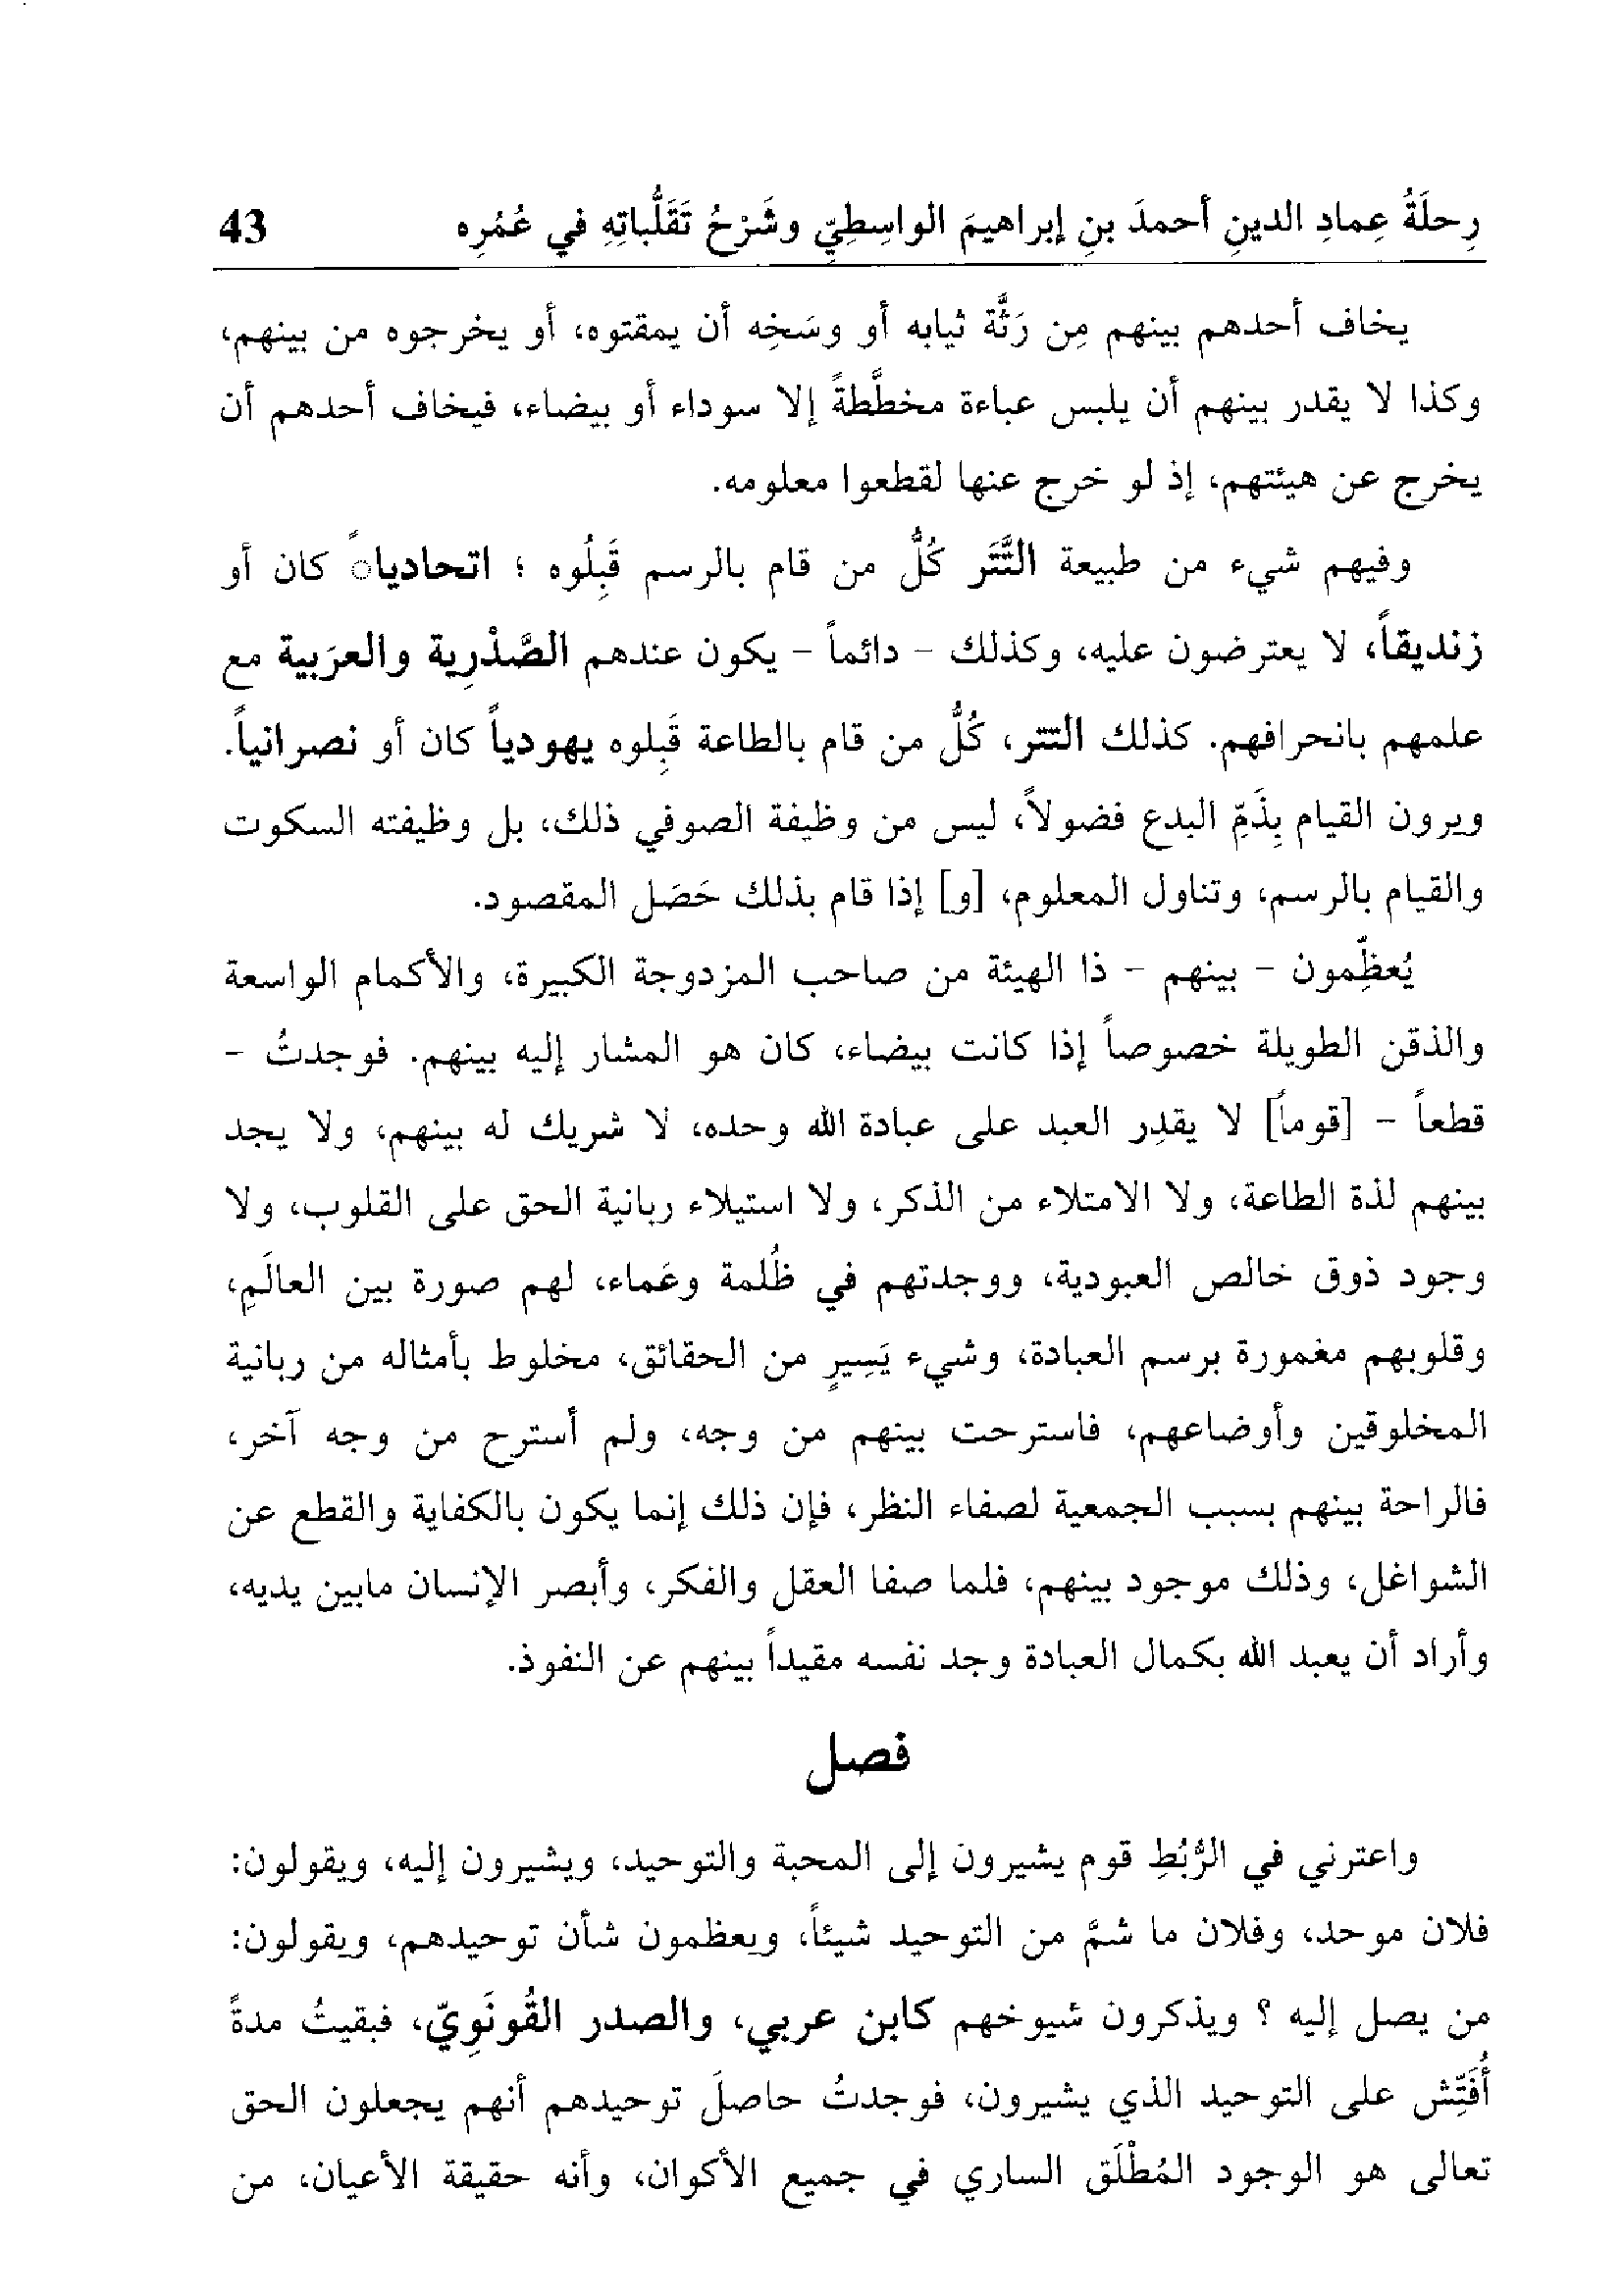 رِحلَةُ عِمادِ الدينِ أحمدَ بنِ إبراهيمَ الواسِطِيِّ وشَرْحُ تَقَلُّباتِهِ في عُمُرِه 43
يخاف أحدهم بينهم مِن رَثَّة ثيابه أو وسَخِه أن يمقتوه، أو يخرجوه من بينهم،
وكذا لا يقدر بينهم أن يلبس عباءة مخطَّطةً إلا سوداء أو بيضاء، فيخاف أحدهم أن
يخرج عن هيئتهم، إذ لو خرج عنها لقطعوا معلومه.
وفيهم شيء من طبيعة التَّتَر كُلُّ من قام بالرسم قَبِلُوه ؛ اتحادياً كان أو
زنديقاً، لا يعترضون عليه، وكذلك - دائماً - يكون عندهم الصَّدْرِية والعرَبية مع
علمهم بانحرافهم. كذلك التتر، كُلُّ من قام بالطاعة قَبِلوه يهودياً كان أو نصرانياً.
ويرون القيام بِذَمِّ البدع فضولاً، ليس من وظيفة الصوفي ذلك، بل وظيفته السكوت
والقيام بالرسم، وتناول المعلوم، [و] إذا قام بذلك حَصَل المقصود.
يُعظِّمون - بينهم - ذا الهيئة من صاحب المزدوجة الكبيرة، والأكمام الواسعة
والذقن الطويلة خصوصاً إذا كانت بيضاء، كان هو المشار إليه بينهم. فوجدتُ -
قطعاً - [قوماً] لا يقدِر العبد على عبادة الله وحده، لا شريك له بينهم، ولا يجد
بينهم لذة الطاعة، ولا الامتلاء من الذكر، ولا استيلاء ربانية الحق على القلوب، ولا
وجود ذوق خالص العبودية، ووجدتهم في ظُلمة وعَماء، لهم صورة بين العالَمِ،
وقلوبهم مغمورة برسم العبادة، وشيء يَسِيرٍ من الحقائق، مخلوط بأمثاله من ربانية
المخلوقين وأوضاعهم، فاسترحت بينهم من وجه، ولم أسترح من وجه آخر،
فالراحة بينهم بسبب الجمعية لصفاء النظر، فإن ذلك إنما يكون بالكفاية والقطع عن
الشواغل، وذلك موجود بينهم، فلما صفا العقل والفكر، وأبصر الإنسان مابين يديه،
وأراد أن يعبد الله بكمال العبادة وجد نفسه مقيداً بينهم عن النفوذ.
فصل
واعترني في الرُّبُطِ قوم يشيرون إلى المحبة والتوحيد، ويشيرون إليه، ويقولون:
فلان موحد، وفلان ما شمَّ من التوحيد شيئاً، ويعظمون شأن توحيدهم، ويقولون:
من يصل إليه ؟ ويذكرون شيوخهم كابن عربي، والصدر القُونَوِيّ، فبقيتُ مدةً
أُفَتِّش على التوحيد الذي يشيرون، فوجدتُ حاصلَ توحيدهم أنهم يجعلون الحق
تعالى هو الوجود المُطْلَق الساري في جميع الأكوان، وأنه حقيقة الأعيان، من